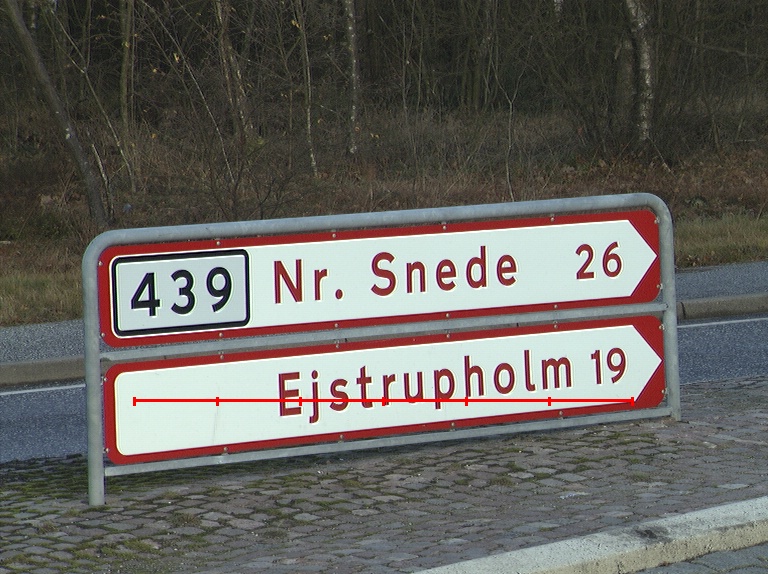 439 Nr. Snede 26
Ejstrupholm 19